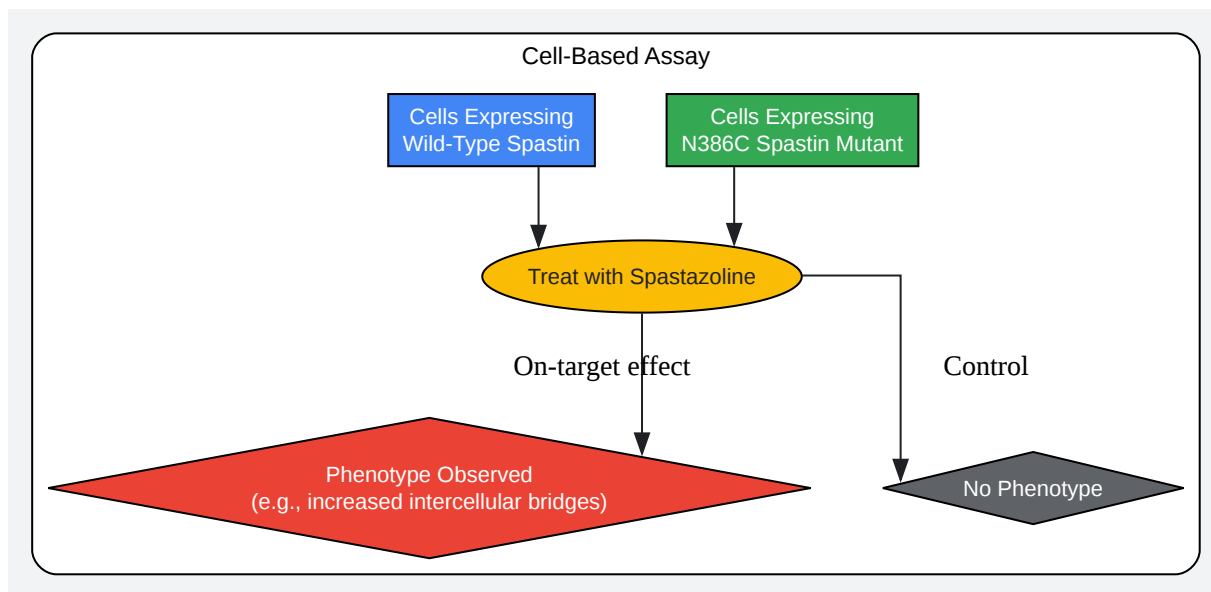 Cell-Based Assay
Cells Expressing
Wild-Type Spastin
Cells Expressing
N386C Spastin Mutant
Treat with Spastazoline
On-target effect
Control
Phenotype Observed
(e.g., increased intercellular bridges)
No Phenotype